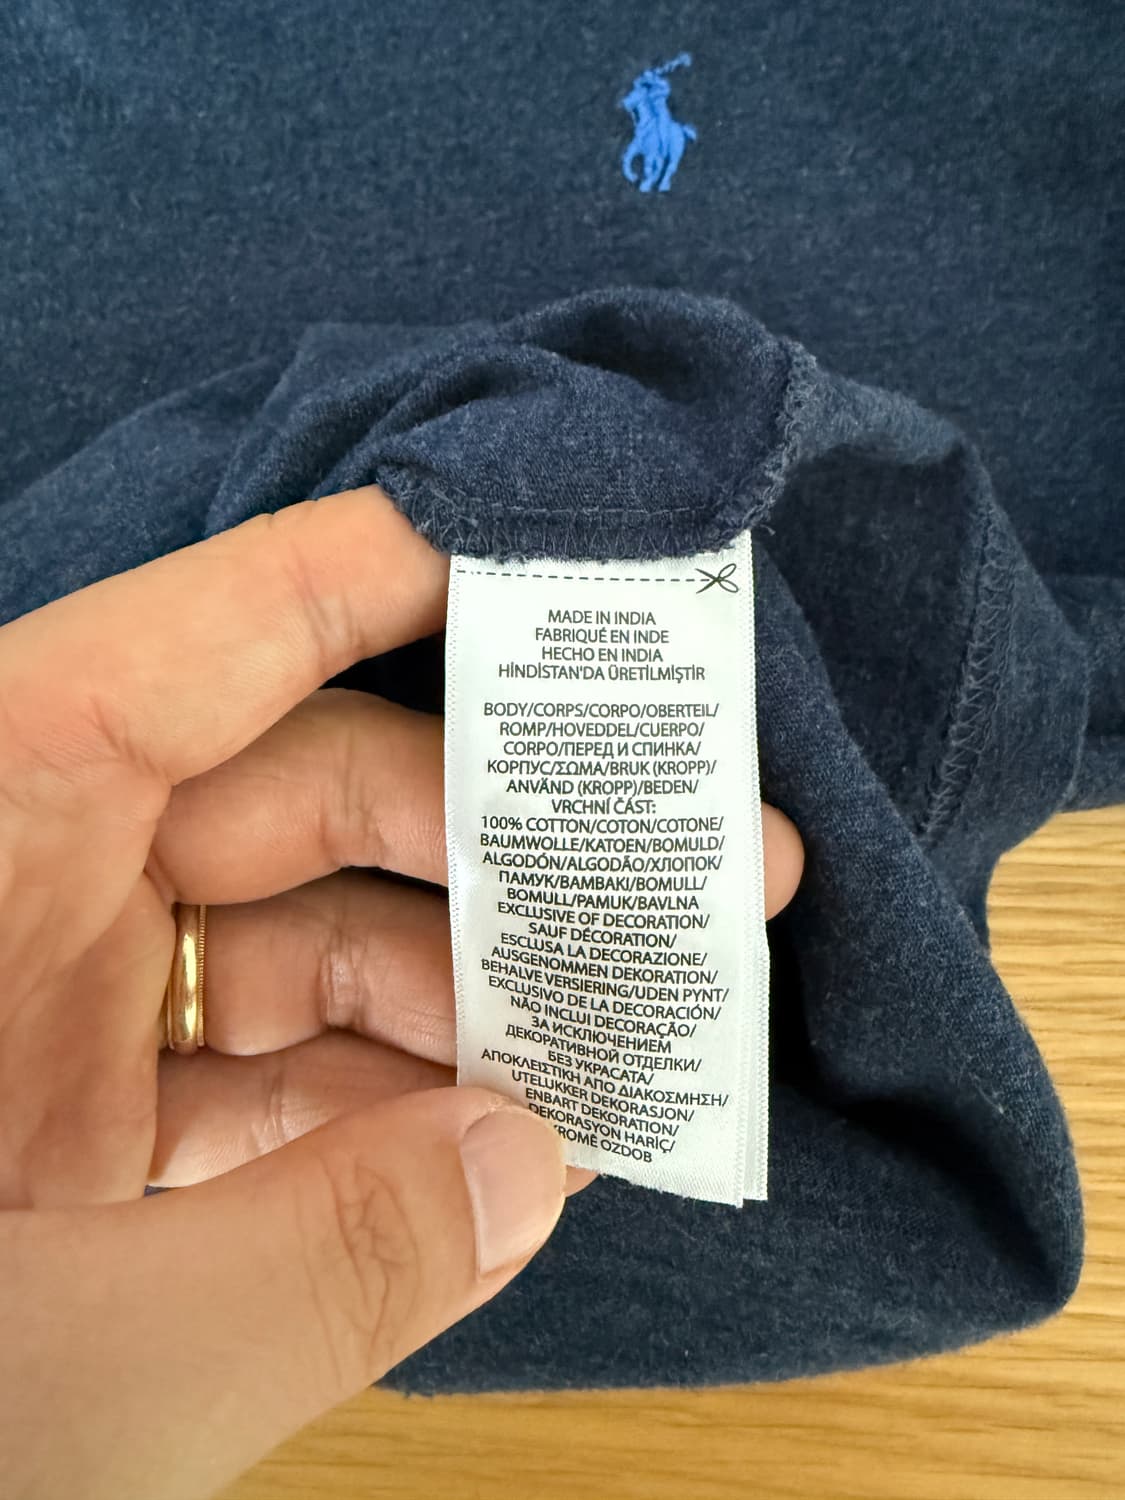 MADE IN INDIA
FABRIQUÉ EN INDE
HECHO EN INDIA
HİNDİSTAN'DA ÜRETİLMİŞTİR
BODY/CORPS/CORPO/OBERTEIL/
ROMP/HOVEDDEL/CUERPO/
CORPO/ПЕРЕД И СПИНКА/
КОРПУС/ΣΩΜΑ/BRUK (KROPP)/
ANVÄND (KROPP)/BEDEN/
VRCHNÍ ČÁST:
100% COTTON/COTON/COTONE/
BAUMWOLLE/KATOEN/BOMULD/
ALGODÓN/ALGODÃO/ХЛОПОК/
ПАМУК/BAMBAKI/BOMULL/
BOMULL/PAMUK/BAVLNA
EXCLUSIVE OF DECORATION/
SAUF DÉCORATION/
ESCLUSA LA DECORAZIONE/
AUSGENOMMEN DEKORATION/
BEHALVE VERSIERING/UDEN PYNT/
EXCLUSIVO DE LA DECORACIÓN/
NÃO INCLUI DECORAÇÃO/
ЗА ИСКЛЮЧЕНИЕМ
ДЕКОРАТИВНОЙ ОТДЕЛКИ/
БЕЗ УКРАСАТА/
ΑΠΟΚΛΕΙΣΤΙΚΗ ΑΠΟ ΔΙΑΚΟΣΜΗΣΗ/
UTELUKKER DEKORASJON/
ENBART DEKORATION/
DEKORASYON HARİÇ/
KROMĚ OZDOB